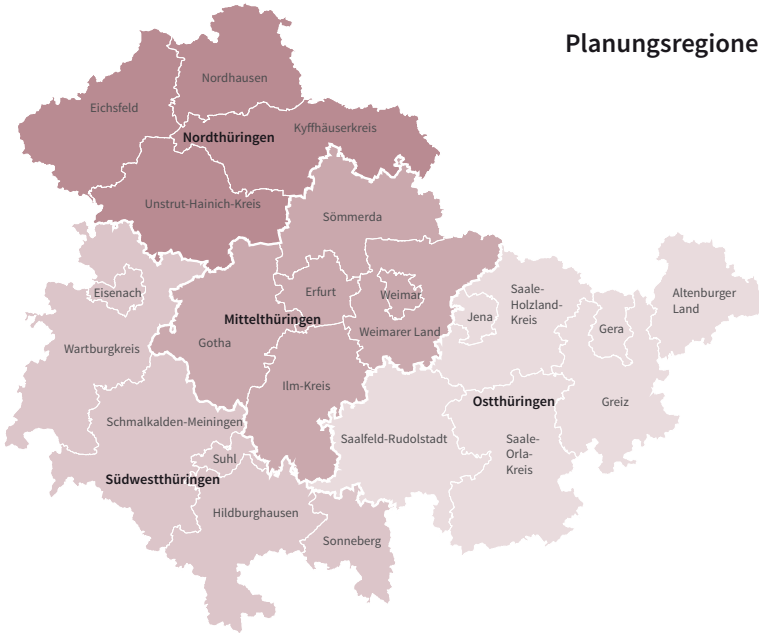 Planungsregione
Nordhausen
Eichsfeld
Kyffhäuserkreis
Nordthüringen
Unstrut-Hainich-Kreis
Sömmerda
Eisenach
Erfurt
Weimar
Saale-
Holzland-
Kreis
Altenburger
Land
Jena
Gera
Mittelthüringen
Weimarer Land
Gotha
Wartburgkreis
Ilm-Kreis
Ostthüringen
Greiz
Schmalkalden-Meiningen
Saalfeld-Rudolstadt
Saale-
Orla-
Kreis
Suhl
Südwestthüringen
Hildburghausen
Sonneberg